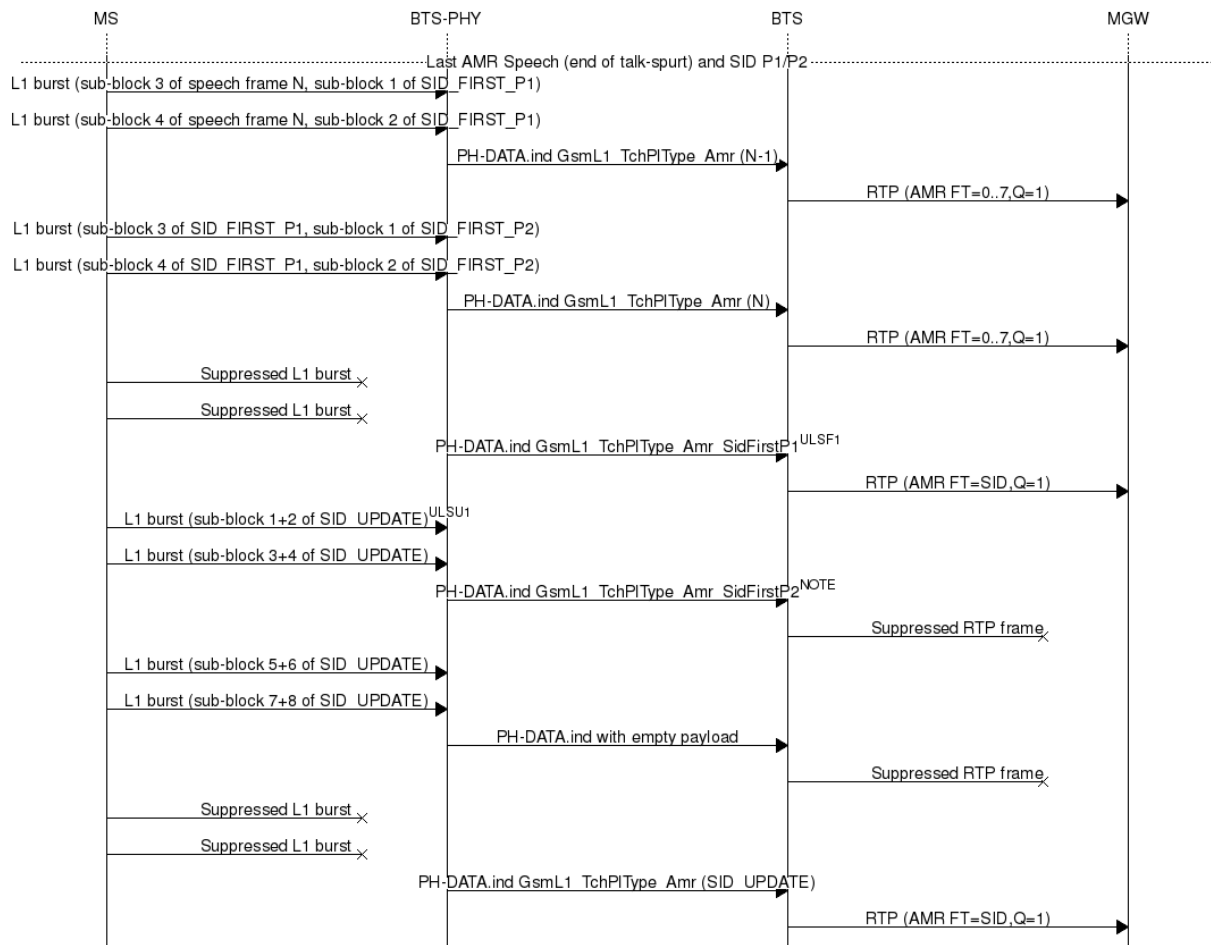 MS BTS-PHY BTS MGW
Last AMR Speech (end of talk-spurt) and SID P1/P2
L1 burst (sub-block 3 of speech frame N, sub-block 1 of SID_FIRST_P1)
L1 burst (sub-block 4 of speech frame N, sub-block 2 of SID_FIRST_P1)
PH-DATA.ind GsmL1_TchPlType_Amr (N-1)
RTP (AMR FT=0..7,Q=1)
L1 burst (sub-block 3 of SID_FIRST_P1, sub-block 1 of SID_FIRST_P2)
L1 burst (sub-block 4 of SID_FIRST_P1, sub-block 2 of SID_FIRST_P2)
PH-DATA.ind GsmL1_TchPlType_Amr (N)
RTP (AMR FT=0..7,Q=1)
Suppressed L1 burst
Suppressed L1 burst
PH-DATA.ind GsmL1_TchPlType_Amr_SidFirstP1 ULSF1
RTP (AMR FT=SID,Q=1)
L1 burst (sub-block 1+2 of SID_UPDATE) ULSU1
L1 burst (sub-block 3+4 of SID_UPDATE)
PH-DATA.ind GsmL1_TchPlType_Amr_SidFirstP2 NOTE
Suppressed RTP frame
L1 burst (sub-block 5+6 of SID_UPDATE)
L1 burst (sub-block 7+8 of SID_UPDATE)
PH-DATA.ind with empty payload
Suppressed RTP frame
Suppressed L1 burst
Suppressed L1 burst
PH-DATA.ind GsmL1_TchPlType_Amr (SID_UPDATE)
RTP (AMR FT=SID,Q=1)